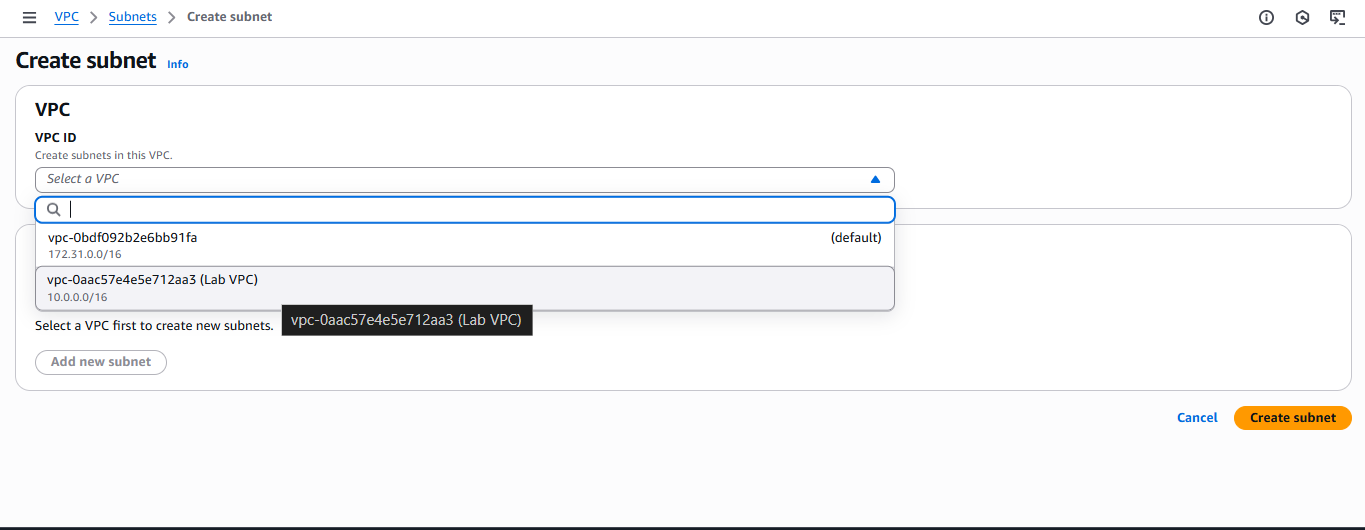 VPC > Subnets > Create subnet
Create subnet Info
VPC
VPC ID
Create subnets in this VPC.
Select a VPC
vpc-0bdf092b2e6bb91fa (default)
172.31.0.0/16
vpc-0aac57e4e5e712aa3 (Lab VPC)
10.0.0.0/16
vpc-0aac57e4e5e712aa3 (Lab VPC)
Select a VPC first to create new subnets.
Add new subnet
Cancel Create subnet